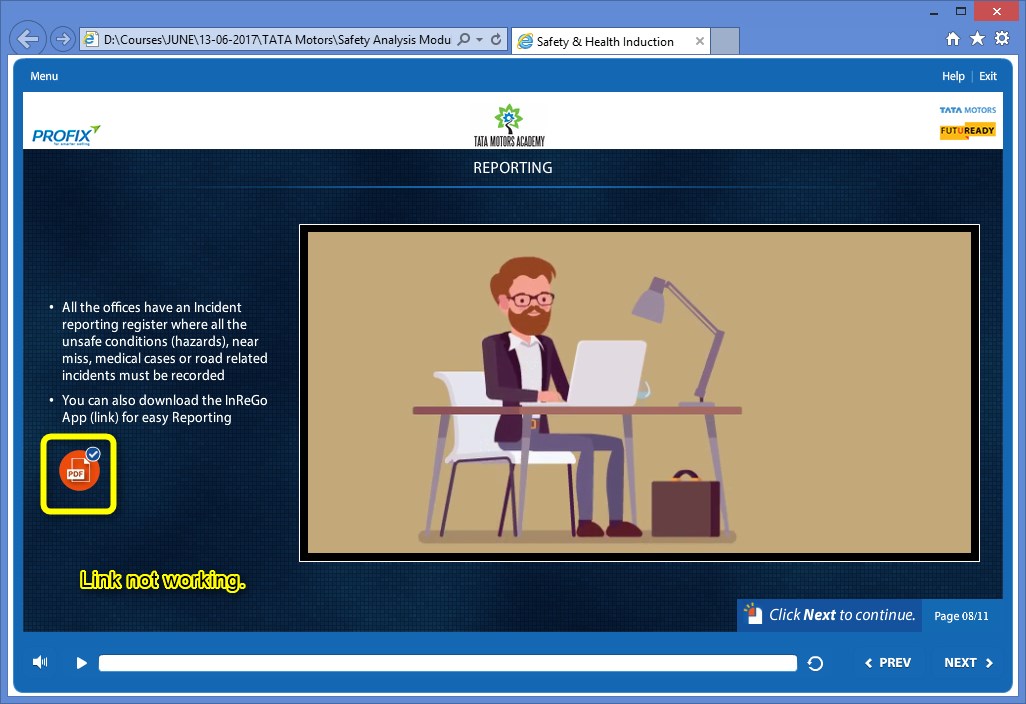 D:\Courses\JUNE\13-06-2017\TATA Motors\Safety Analysis Modu
Safety & Health Induction
Menu
Help | Exit
PROFIX
TATA MOTORS ACADEMY
TATA MOTORS
FUTUREADY
REPORTING
• All the offices have an Incident
reporting register where all the
unsafe conditions (hazards), near
miss, medical cases or road related
incidents must be recorded
• You can also download the InReGo
App (link) for easy Reporting
PDF
Link not working.
Click Next to continue.
Page 08/11
PREV
NEXT